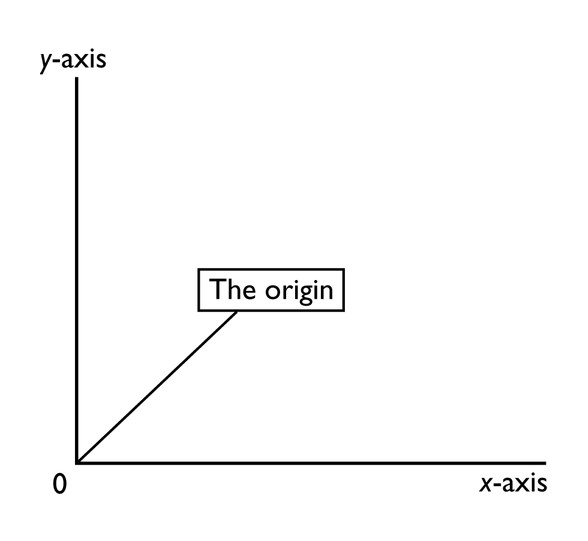 y-axis
The origin
0
x-axis